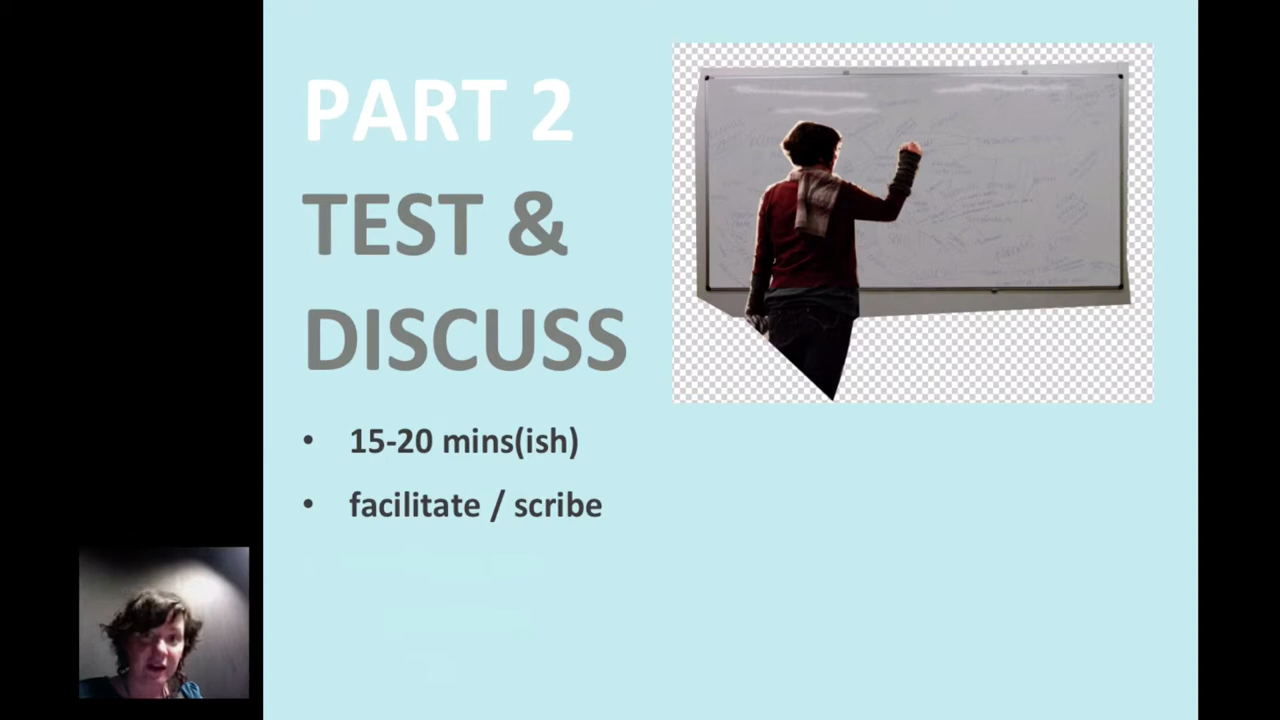 PART 2
TEST &
DISCUSS
• 15-20 mins(ish)
• facilitate / scribe